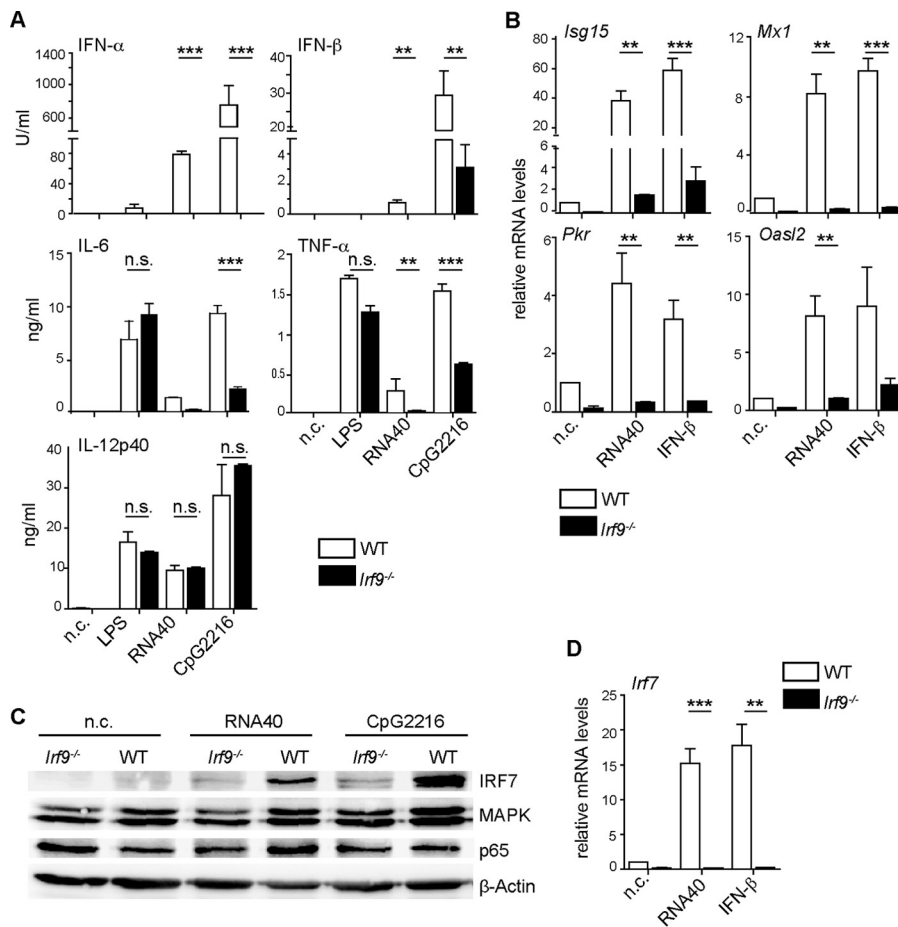 A
IFN-α
*** ***
1400
1000
600
80
60
40
20
0
U/ml
IFN-β
** **
40
30
20
10
4
2
0
IL-6
n.s. ***
15
10
5
0
ng/ml
TNF-α
n.s. ** ***
2
1.5
1
0.5
0
n.c. LPS RNA40 CpG2216
IL-12p40
n.s. n.s. n.s.
40
30
20
10
0
ng/ml
n.c. LPS RNA40 CpG2216
WT
Irf9-/-
B
Isg15
** ***
80
60
40
20
6
4
2
0
Mx1
** ***
12
8
4
0
relative mRNA levels
Pkr
** **
8
6
4
2
0
Oasl2
**
15
10
5
0
n.c. RNA40 IFN-β
n.c. RNA40 IFN-β
WT
Irf9-/-
C
n.c. RNA40 CpG2216
Irf9-/- WT Irf9-/- WT Irf9-/- WT
IRF7
MAPK
p65
β-Actin
D
Irf7
WT
Irf9-/-
*** **
25
20
15
10
5
0
relative mRNA levels
n.c. RNA40 IFN-β